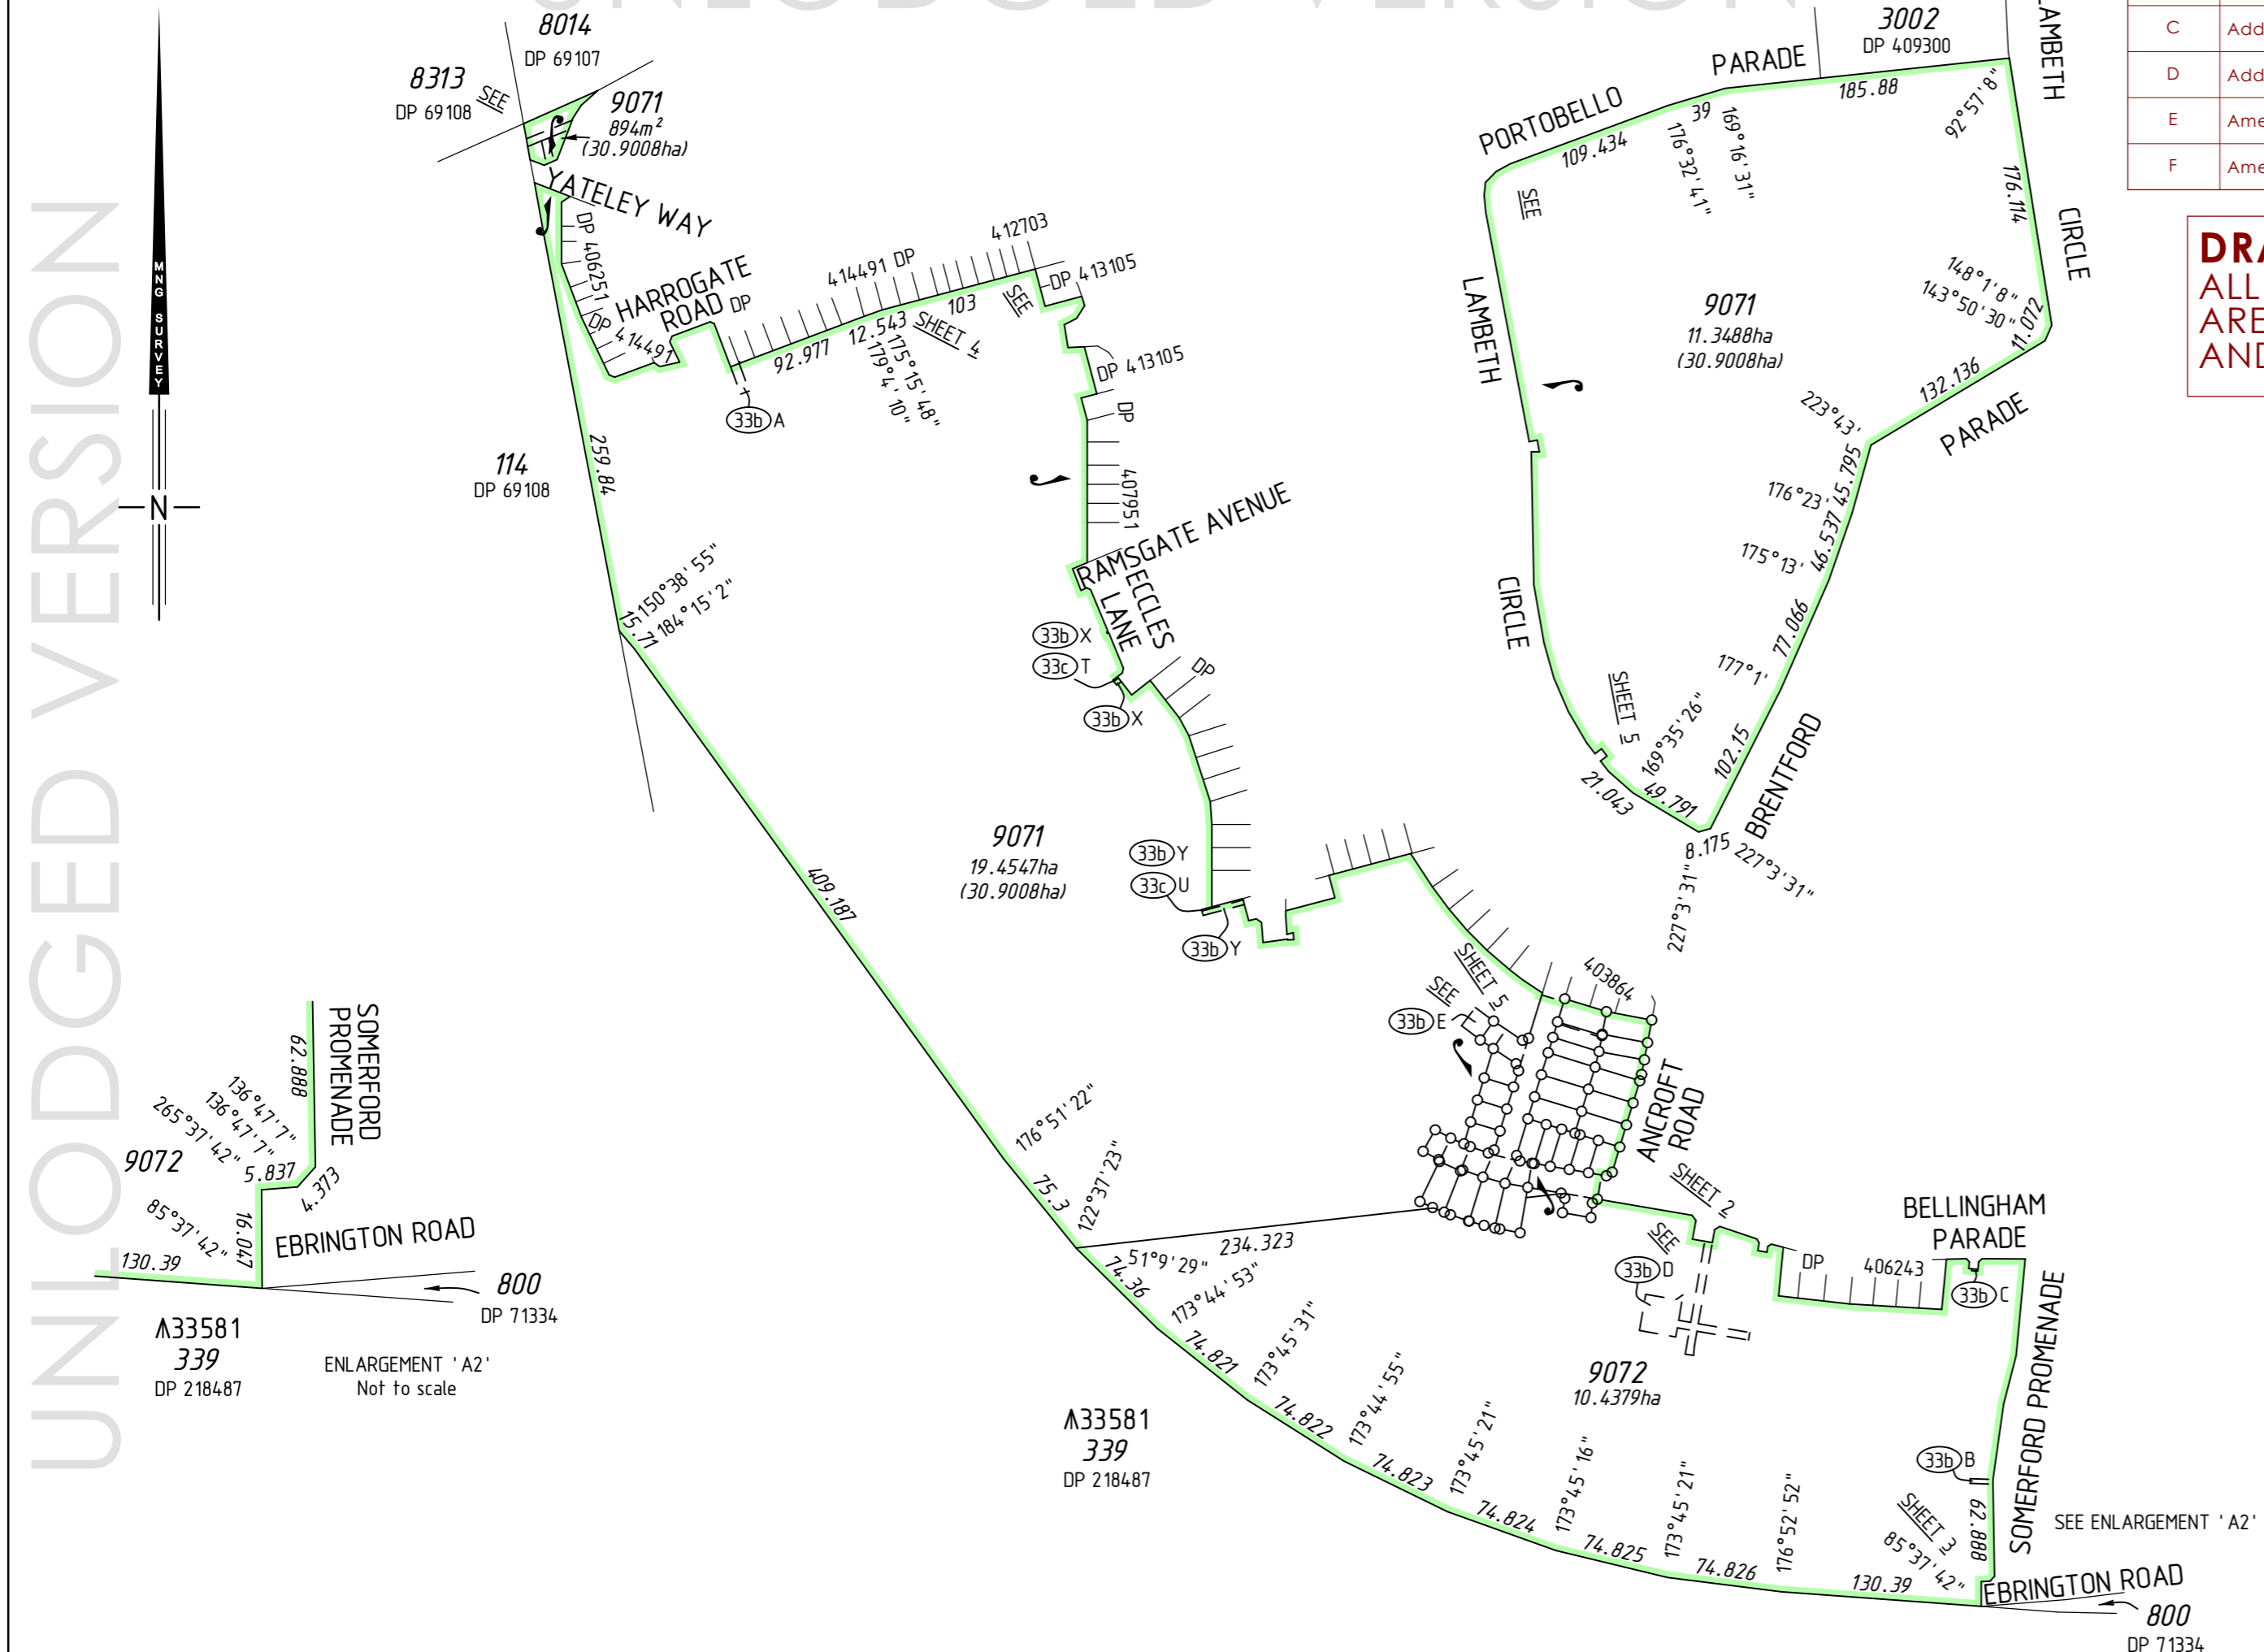 UNLODGED VERSION
UNLODGED VERSION
MNG SURVEY
N
8014
DP 69107
8313
DP 69108
SEE
9071
894m²
(30.9008ha)
YATELEY WAY
DP 406251
HARROGATE
ROAD
DP
DP 414491
414491 DP
412703
DP 413105
SEE
SHEET 4
103
12.543
92.977
175°15'48"
179°4'10"
33b A
DP 413105
DP
407951
114
DP 69108
259.84
RAMSGATE AVENUE
ECCLES
LANE
33b X
33c T
33b X
DP
150°38'55"
184°15'2"
15.71
409.187
9071
19.4547ha
(30.9008ha)
33b Y
33c U
33b Y
3002
DP 409300
PORTOBELLO
PARADE
LAMBETH
CIRCLE
109.434
39
185.88
176°32'41"
169°16'31"
92°57'8"
SEE
176.114
148°1'8"
143°50'30"
11.072
132.136
PARADE
LAMBETH
CIRCLE
9071
11.3488ha
(30.9008ha)
223°43'
45.795
176°23'
46.537
175°13'
77.066
177°1'
102.15
BRENTFORD
SHEET 5
169°35'26"
21.043
49.791
8.175
227°3'31"
227°3'31"
C Add
D Add
E Ame
F Ame
DRA
ALL
ARE
AND
SHEET 5
SEE
33b E
403864
ANCROFT
ROAD
SHEET 2
SEE
33b D
BELLINGHAM
PARADE
DP
406243
33b C
176°51'22"
75.3
122°37'23"
51°9'29"
234.323
74.36
173°44'53"
74.821
173°45'31"
74.822
173°44'55"
74.823
173°45'21"
74.824
173°45'16"
74.825
173°45'21"
74.826
176°52'52"
130.39
85°37'42"
SHEET 3
62.888
33b B
SOMERFORD PROMENADE
SEE ENLARGEMENT 'A2'
EBRINGTON ROAD
800
DP 71334
9072
10.4379ha
Λ33581
339
DP 218487
SOMERFORD
PROMENADE
62.888
136°47'7"
136°47'7"
265°37'42"
9072
5.837
4.373
85°37'42"
16.047
130.39
EBRINGTON ROAD
800
DP 71334
Λ33581
339
DP 218487
ENLARGEMENT 'A2'
Not to scale